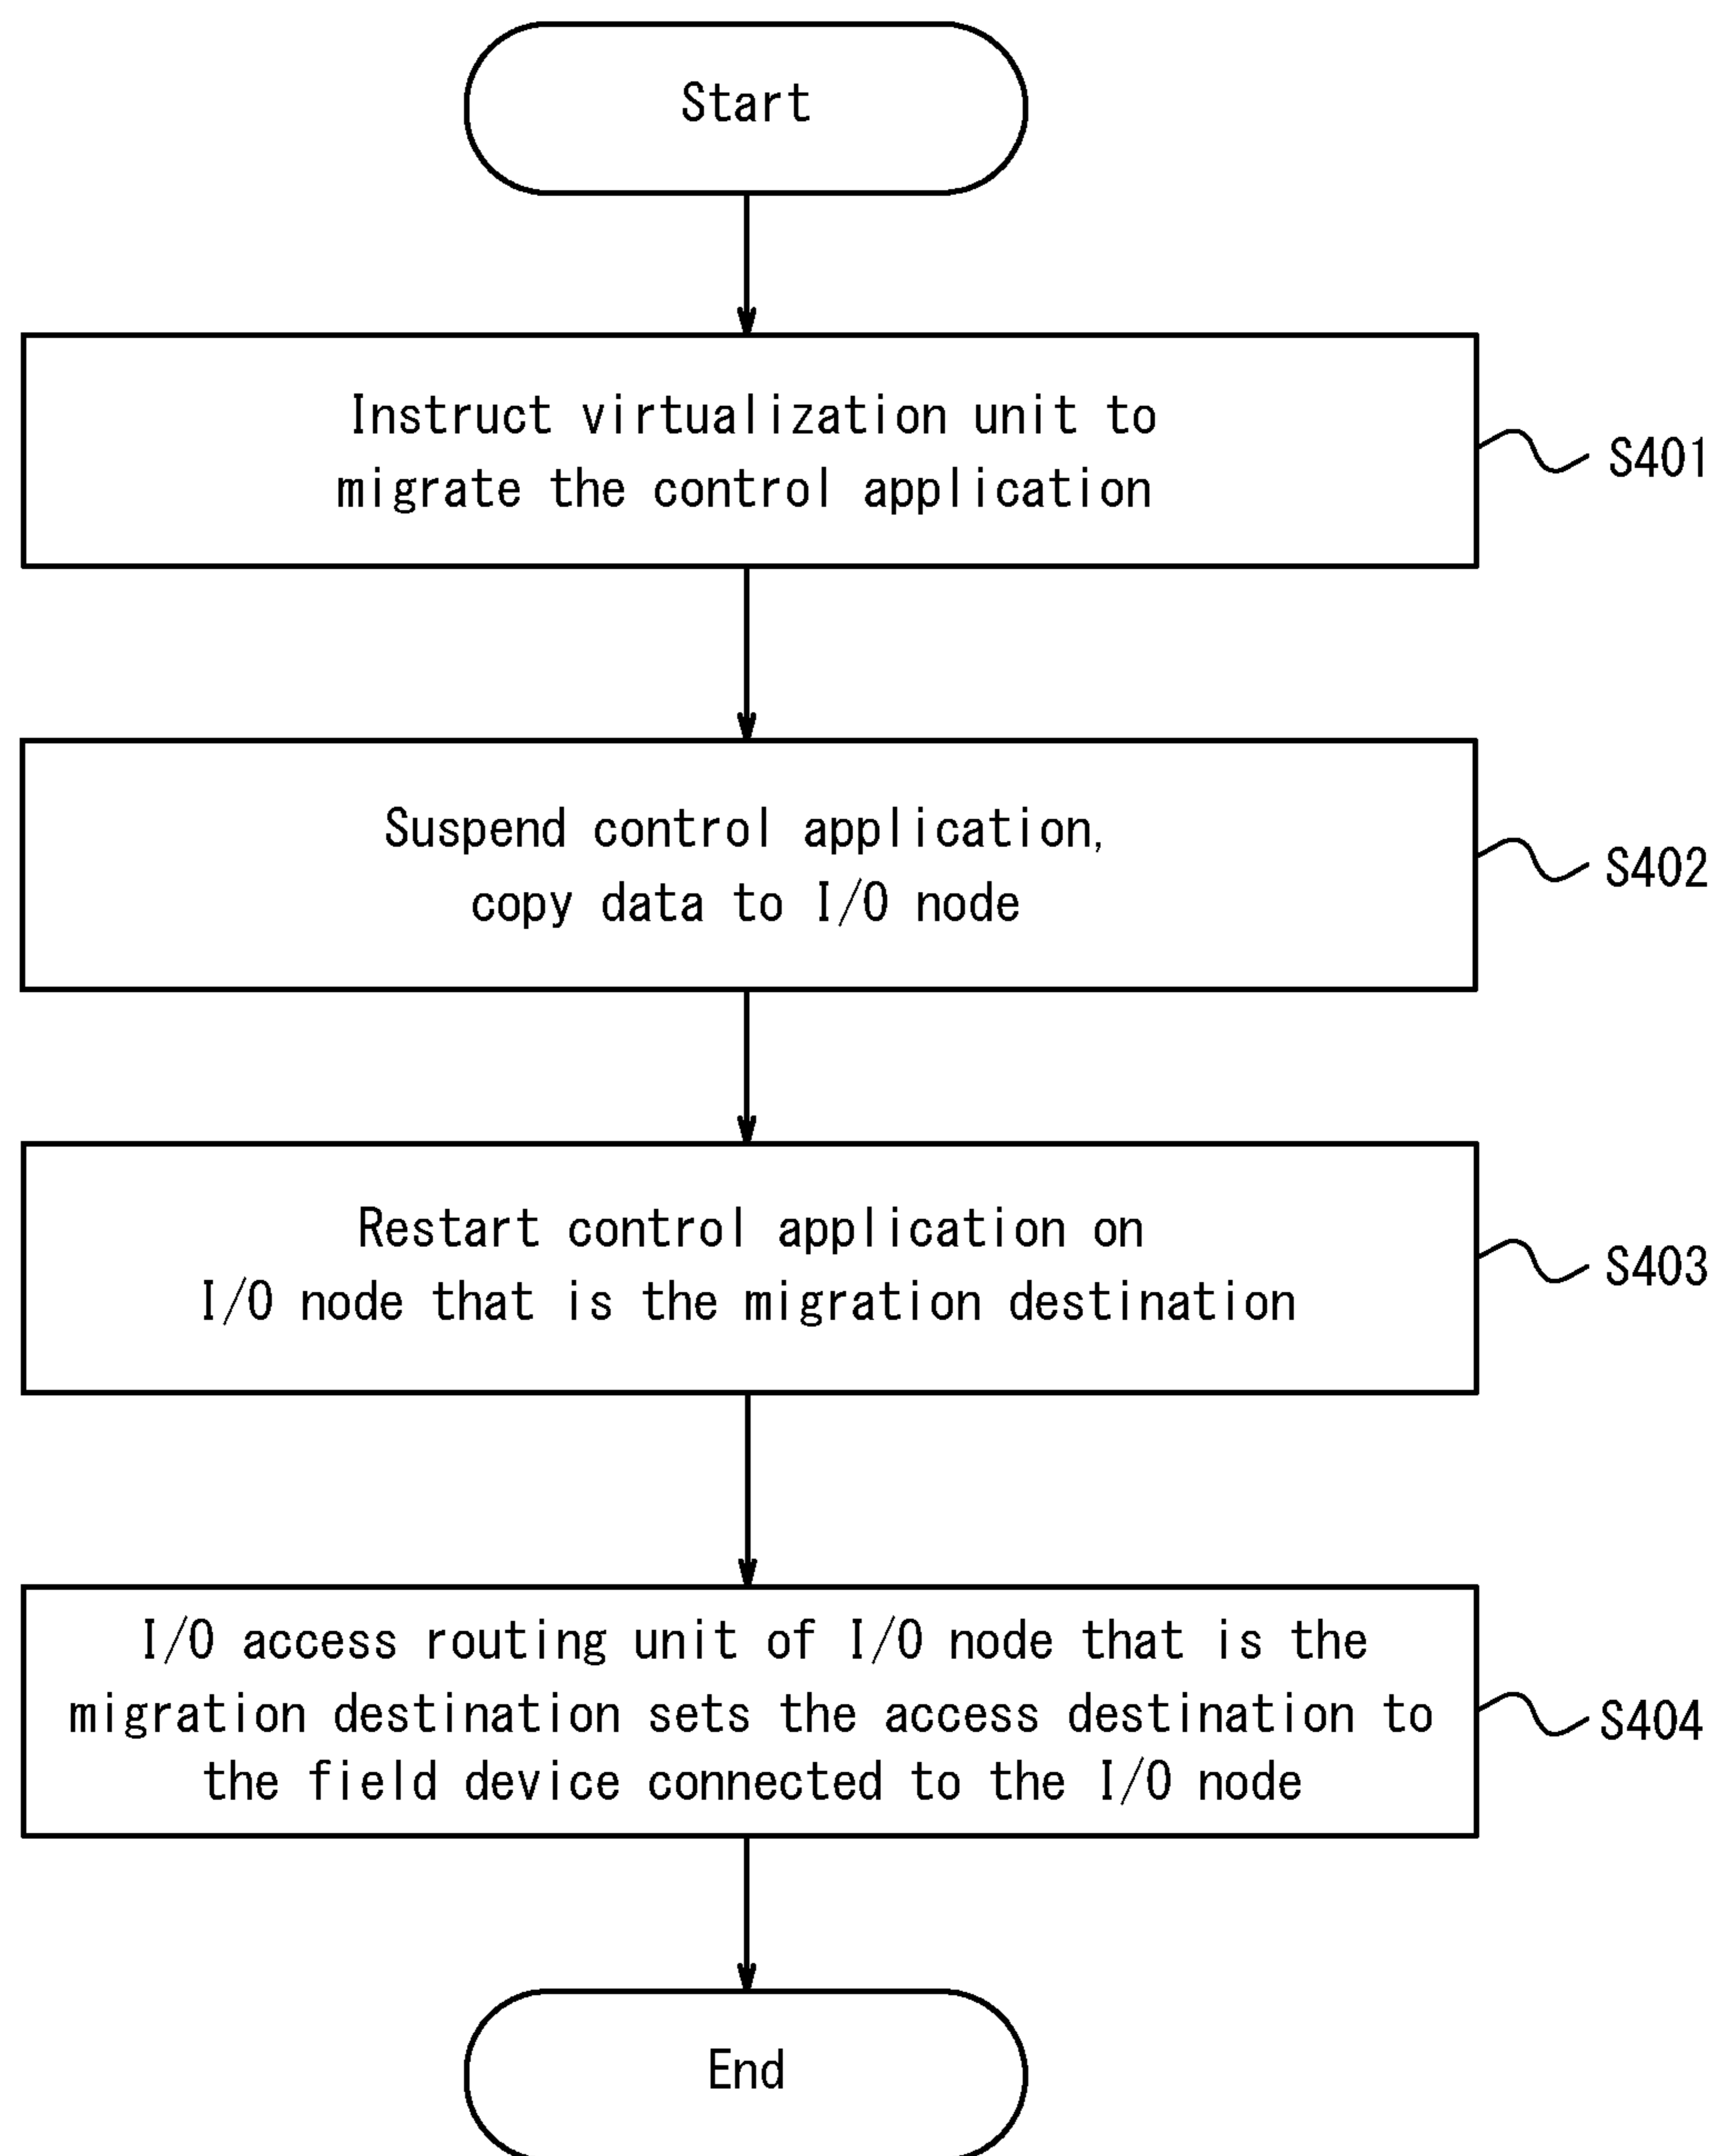 Start
Instruct virtualization unit to
migrate the control application
S401
Suspend control application,
copy data to I/O node
S402
Restart control application on
I/O node that is the migration destination
S403
I/O access routing unit of I/O node that is the
migration destination sets the access destination to
the field device connected to the I/O node
S404
End